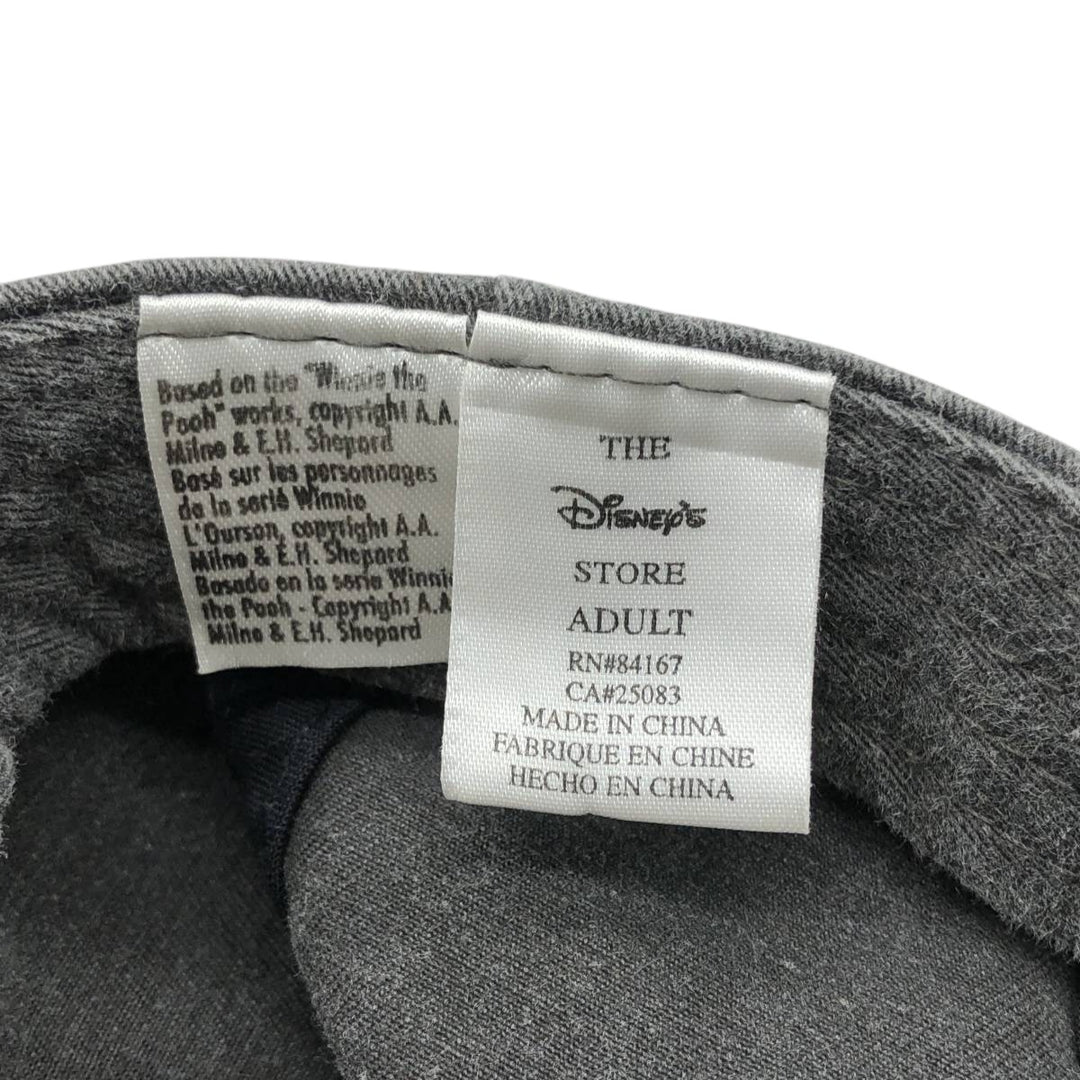 Based on the "Winnie the
Pooh" works, copyright A.A.
Milne & E.H. Shepard
Basé sur les personnages
de la serié Winnie
L'Ourson, copyright A.A.
Milne & E.H. Shepard
Basado en la serie Winnie
the Pooh - Copyright A.A.
Milne & E.H. Shepard
THE
Disney's
STORE
ADULT
RN#84167
CA#25083
MADE IN CHINA
FABRIQUE EN CHINE
HECHO EN CHINA